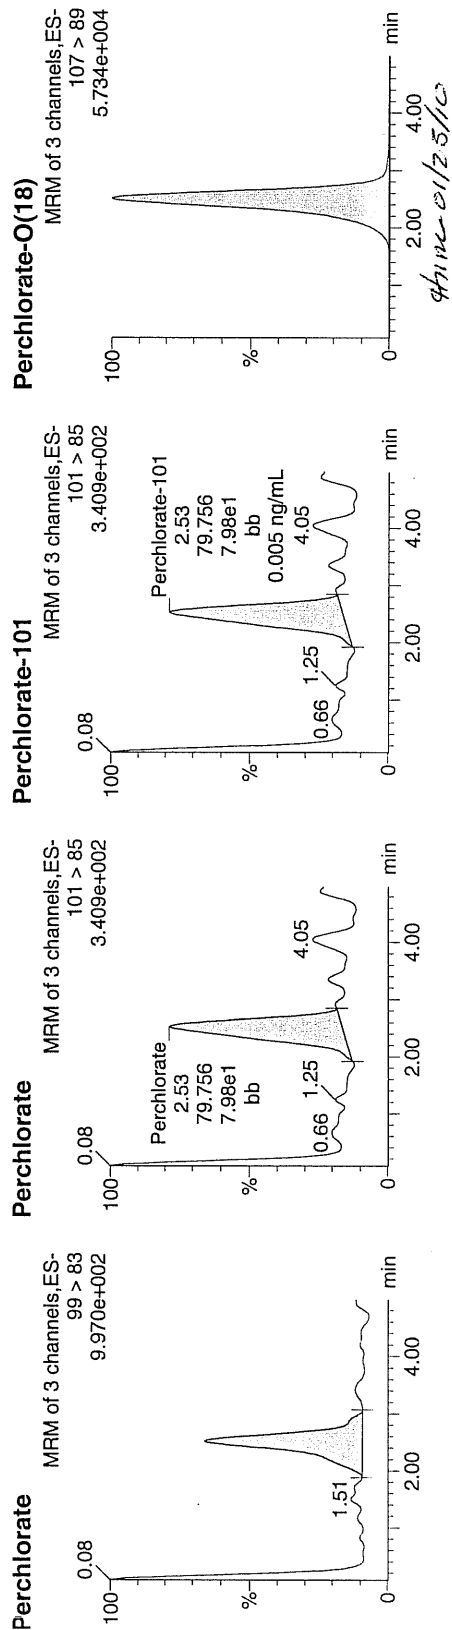 Perchlorate
MRM of 3 channels,ES-
99 > 83
9.970e+002
100
0.08
%
1.51
0
2.00
4.00
min
Perchlorate
MRM of 3 channels,ES-
101 > 85
3.409e+002
100
0.08
Perchlorate
2.53
79.756
7.98e1
bb
%
0.66
1.25
4.05
0
2.00
4.00
min
Perchlorate-101
MRM of 3 channels,ES-
101 > 85
3.409e+002
100
0.08
Perchlorate-101
2.53
79.756
7.98e1
bb
0.005 ng/mL
%
0.66
1.25
4.05
0
2.00
4.00
min
Perchlorate-O(18)
MRM of 3 channels,ES-
107 > 89
5.734e+004
100
%
0
2.00
4.00
min
01/25/10